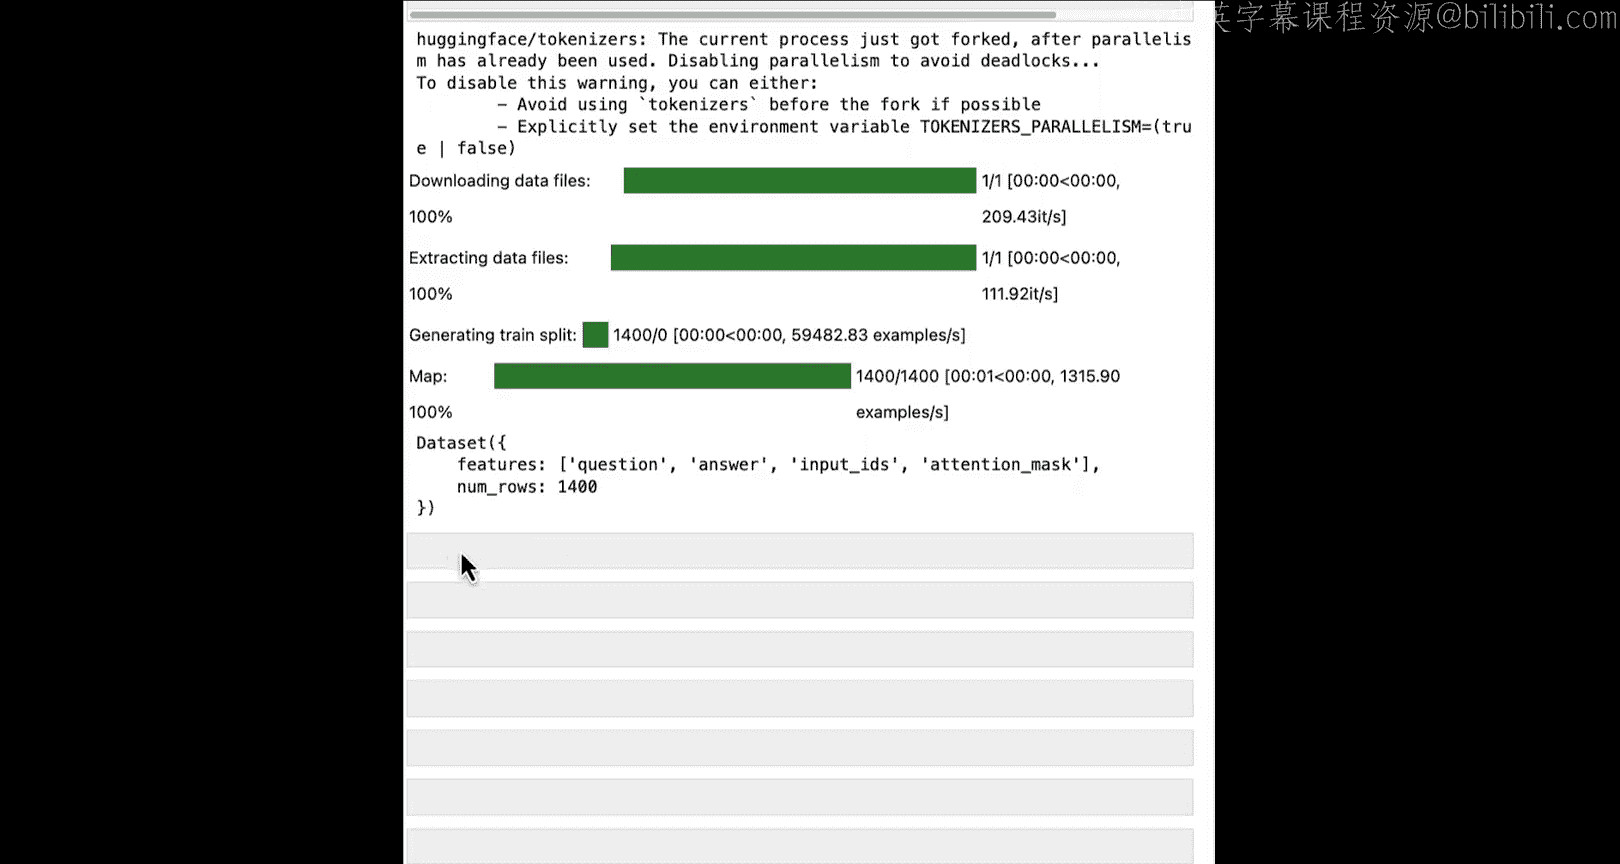 英字幕课程资源@bilibili.com
huggingface/tokenizers: The current process just got forked, after parallelis
m has already been used. Disabling parallelism to avoid deadlocks...
To disable this warning, you can either:
- Avoid using `tokenizers` before the fork if possible
- Explicitly set the environment variable TOKENIZERS_PARALLELISM=(tru
e | false)
Downloading data files: 1/1 [00:00<00:00,
100% 209.43it/s]
Extracting data files: 1/1 [00:00<00:00,
100% 111.92it/s]
Generating train split: 1400/0 [00:00<00:00, 59482.83 examples/s]
Map: 1400/1400 [00:01<00:00, 1315.90
100% examples/s]
Dataset({
features: ['question', 'answer', 'input_ids', 'attention_mask'],
num_rows: 1400
})